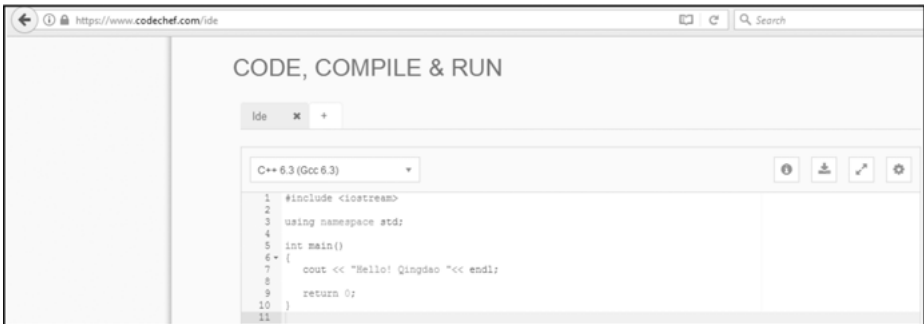 https://www.codechef.com/ide
Search
CODE, COMPILE & RUN
Ide × +
C++ 6.3 (Gcc 6.3)
1 #include <iostream>
2
3 using namespace std;
4
5 int main()
6 {
7 cout << "Hello! Qingdao "<< endl;
8
9 return 0;
10 }
11